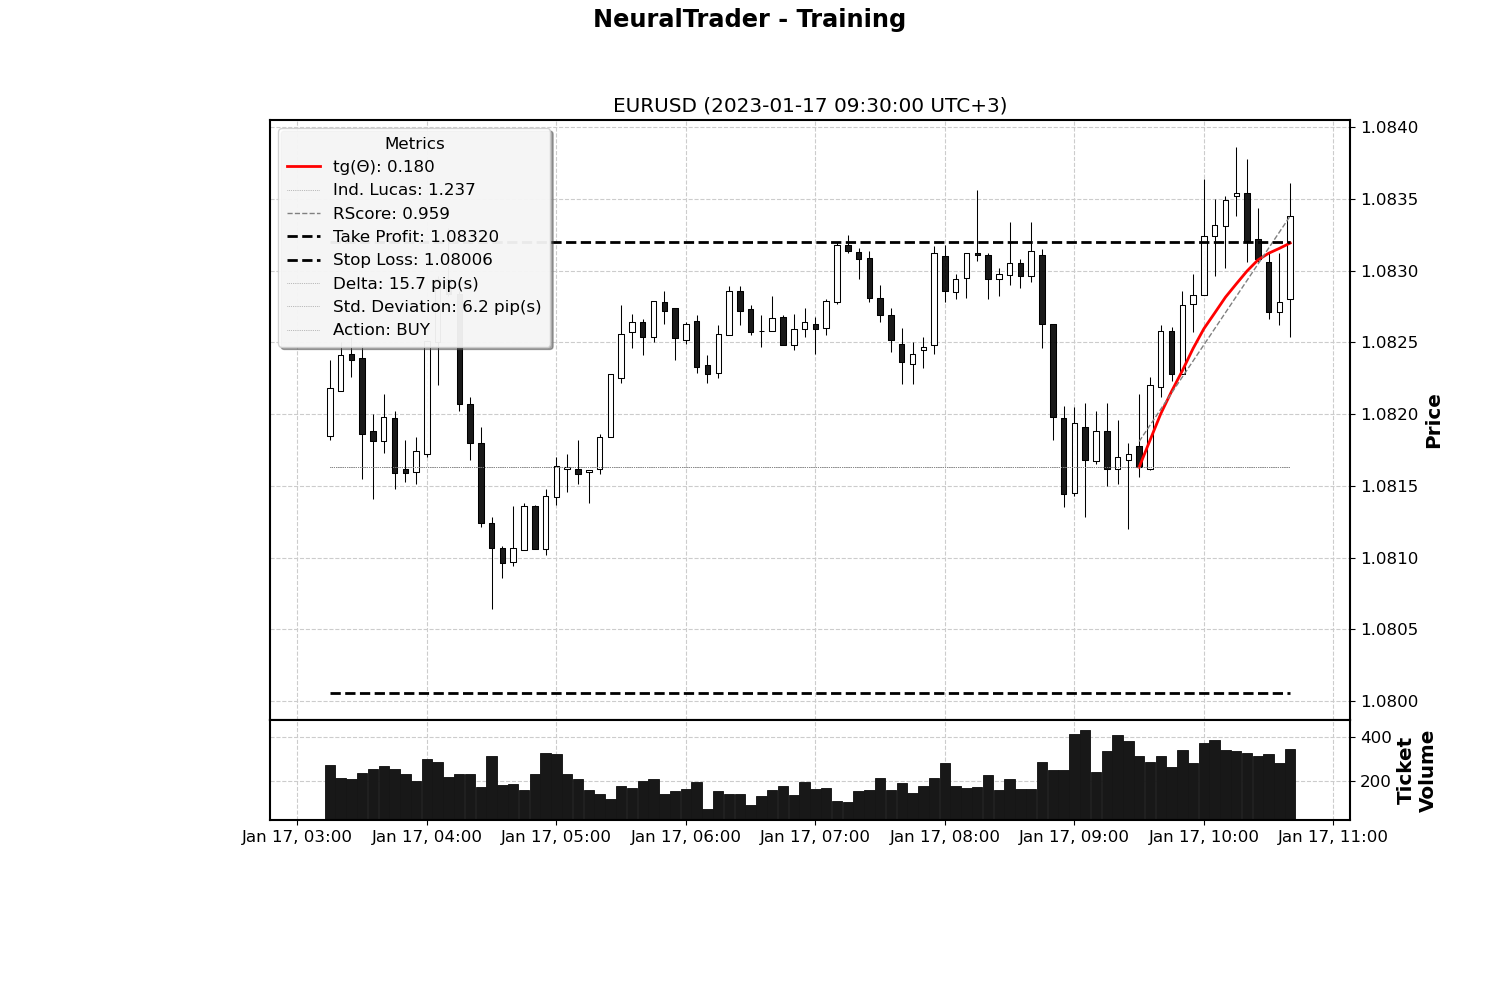 NeuralTrader - Training
EURUSD (2023-01-17 09:30:00 UTC+3)
Metrics
tg(Θ): 0.180
Ind. Lucas: 1.237
RScore: 0.959
Take Profit: 1.08320
Stop Loss: 1.08006
Delta: 15.7 pip(s)
Std. Deviation: 6.2 pip(s)
Action: BUY
1.0840
1.0835
1.0830
1.0825
1.0820
1.0815
1.0810
1.0805
1.0800
Price
400
200
Ticket
Volume
Jan 17, 03:00
Jan 17, 04:00
Jan 17, 05:00
Jan 17, 06:00
Jan 17, 07:00
Jan 17, 08:00
Jan 17, 09:00
Jan 17, 10:00
Jan 17, 11:00